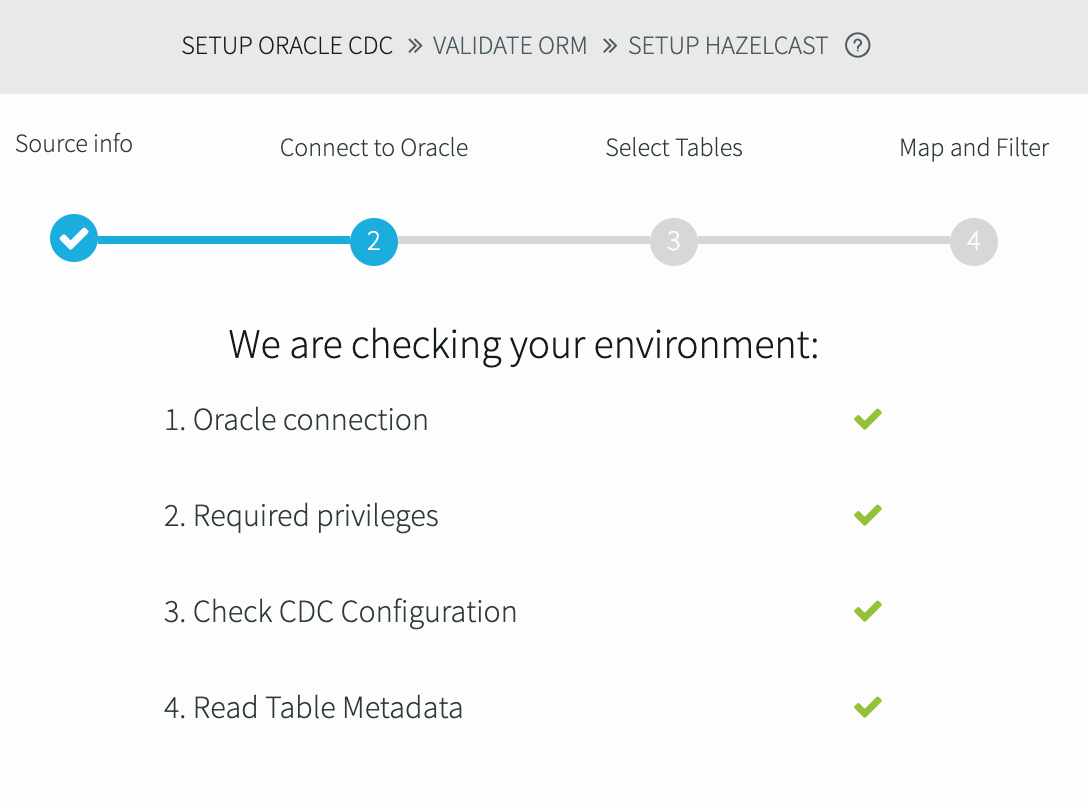 SETUP ORACLE CDC » VALIDATE ORM » SETUP HAZELCAST ?
Source info Connect to Oracle Select Tables Map and Filter
2 3 4
We are checking your environment:
1. Oracle connection
2. Required privileges
3. Check CDC Configuration
4. Read Table Metadata